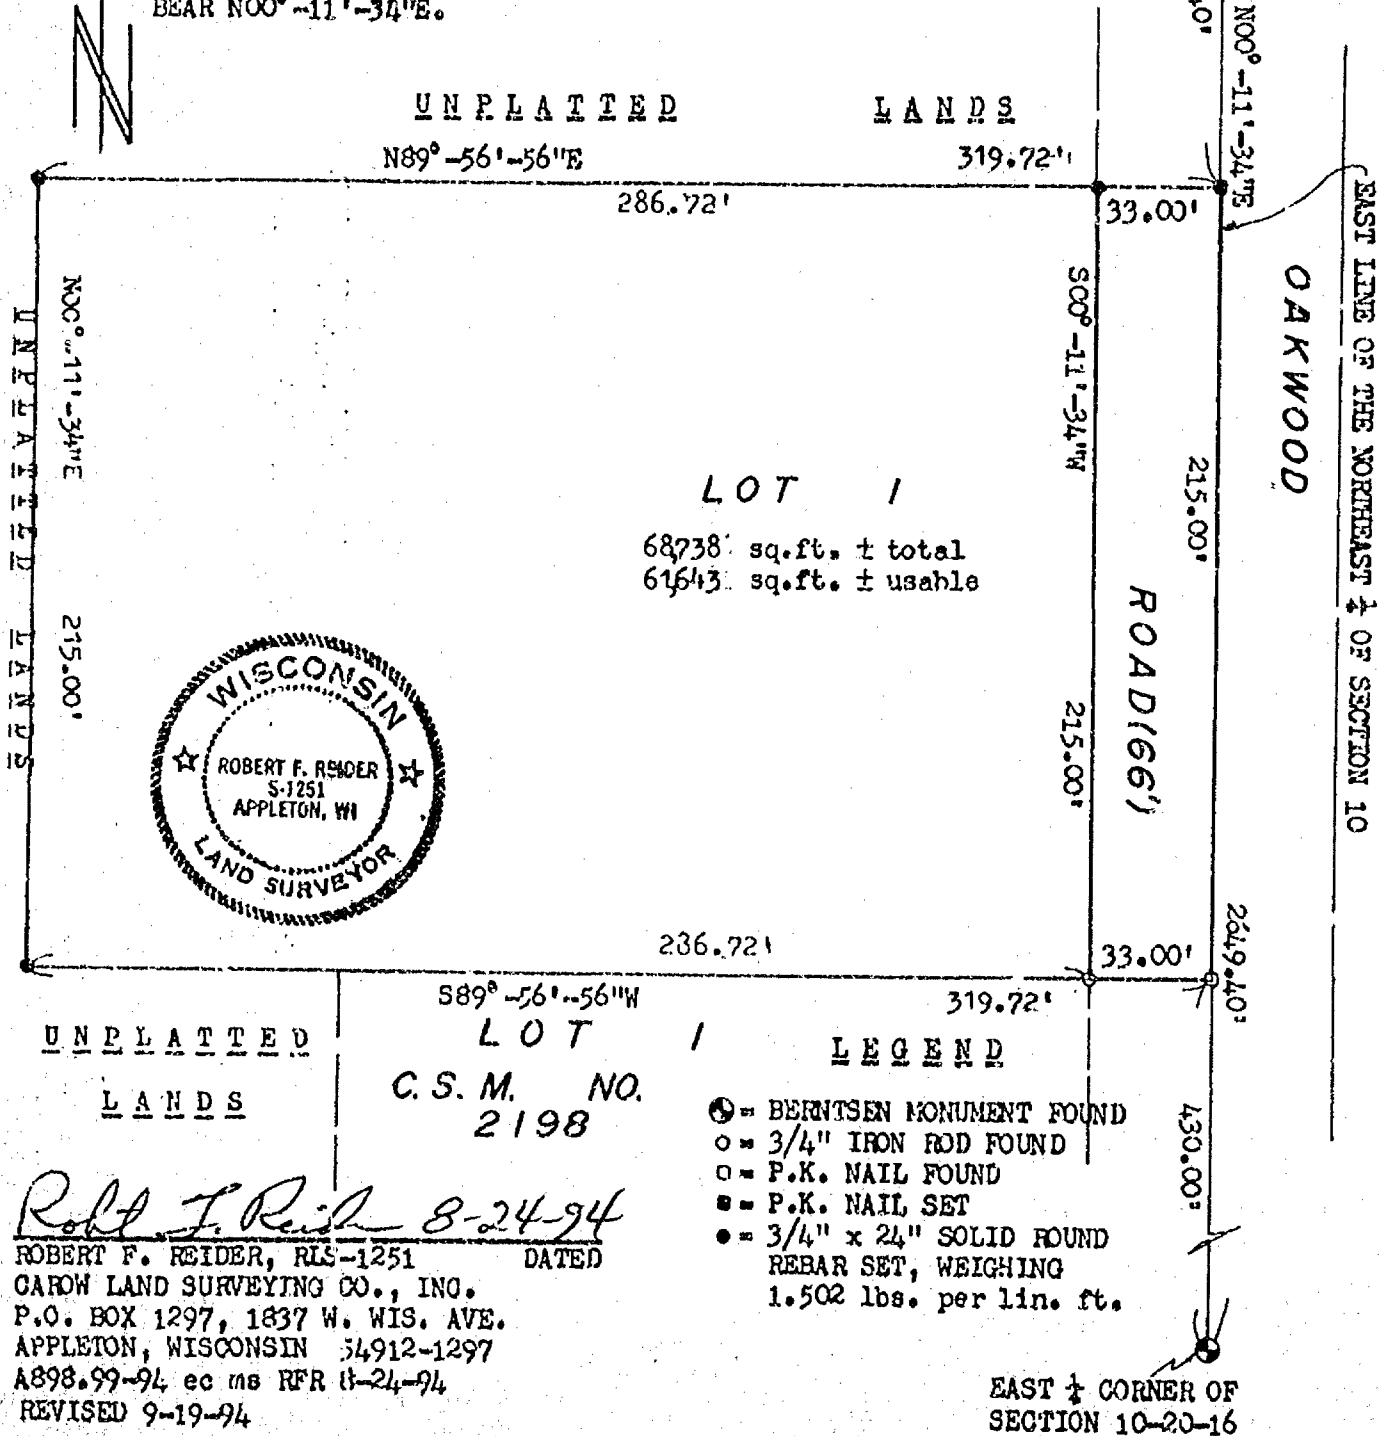 BEAR N00°-11'-34"E.
UNPLATTED LANDS
N89°-56'-56"E 319.72'
286.72'
33.00'
N00°-11'-34"E
EAST LINE OF THE NORTHEAST ¼ OF SECTION 10
OAKWOOD
ROAD(66')
215.00'
2649.40'
430.00'
S00°-11'-34"W
215.00'
N00°-11'-34"E
215.00'
UNPLATTED LANDS
LOT 1
68,738 sq.ft. ± total
61,643 sq.ft. ± usable
WISCONSIN
ROBERT F. REIDER
S-1251
APPLETON, WI
LAND SURVEYOR
286.72'
33.00'
S89°-56'-56"W 319.72'
UNPLATTED
LANDS
LOT 1
C.S.M. NO.
2198
LEGEND
= BERNTSEN MONUMENT FOUND
= 3/4" IRON ROD FOUND
= P.K. NAIL FOUND
= P.K. NAIL SET
= 3/4" x 24" SOLID ROUND
REBAR SET, WEIGHING
1.502 lbs. per lin. ft.
Robt. F. Reider 8-24-94
ROBERT F. REIDER, RLS-1251 DATED
CAROW LAND SURVEYING CO., INC.
P.O. BOX 1297, 1837 W. WIS. AVE.
APPLETON, WISCONSIN 54912-1297
A898.99-94 ec ms RFR 8-24-94
REVISED 9-19-94
EAST ¼ CORNER OF
SECTION 10-20-16